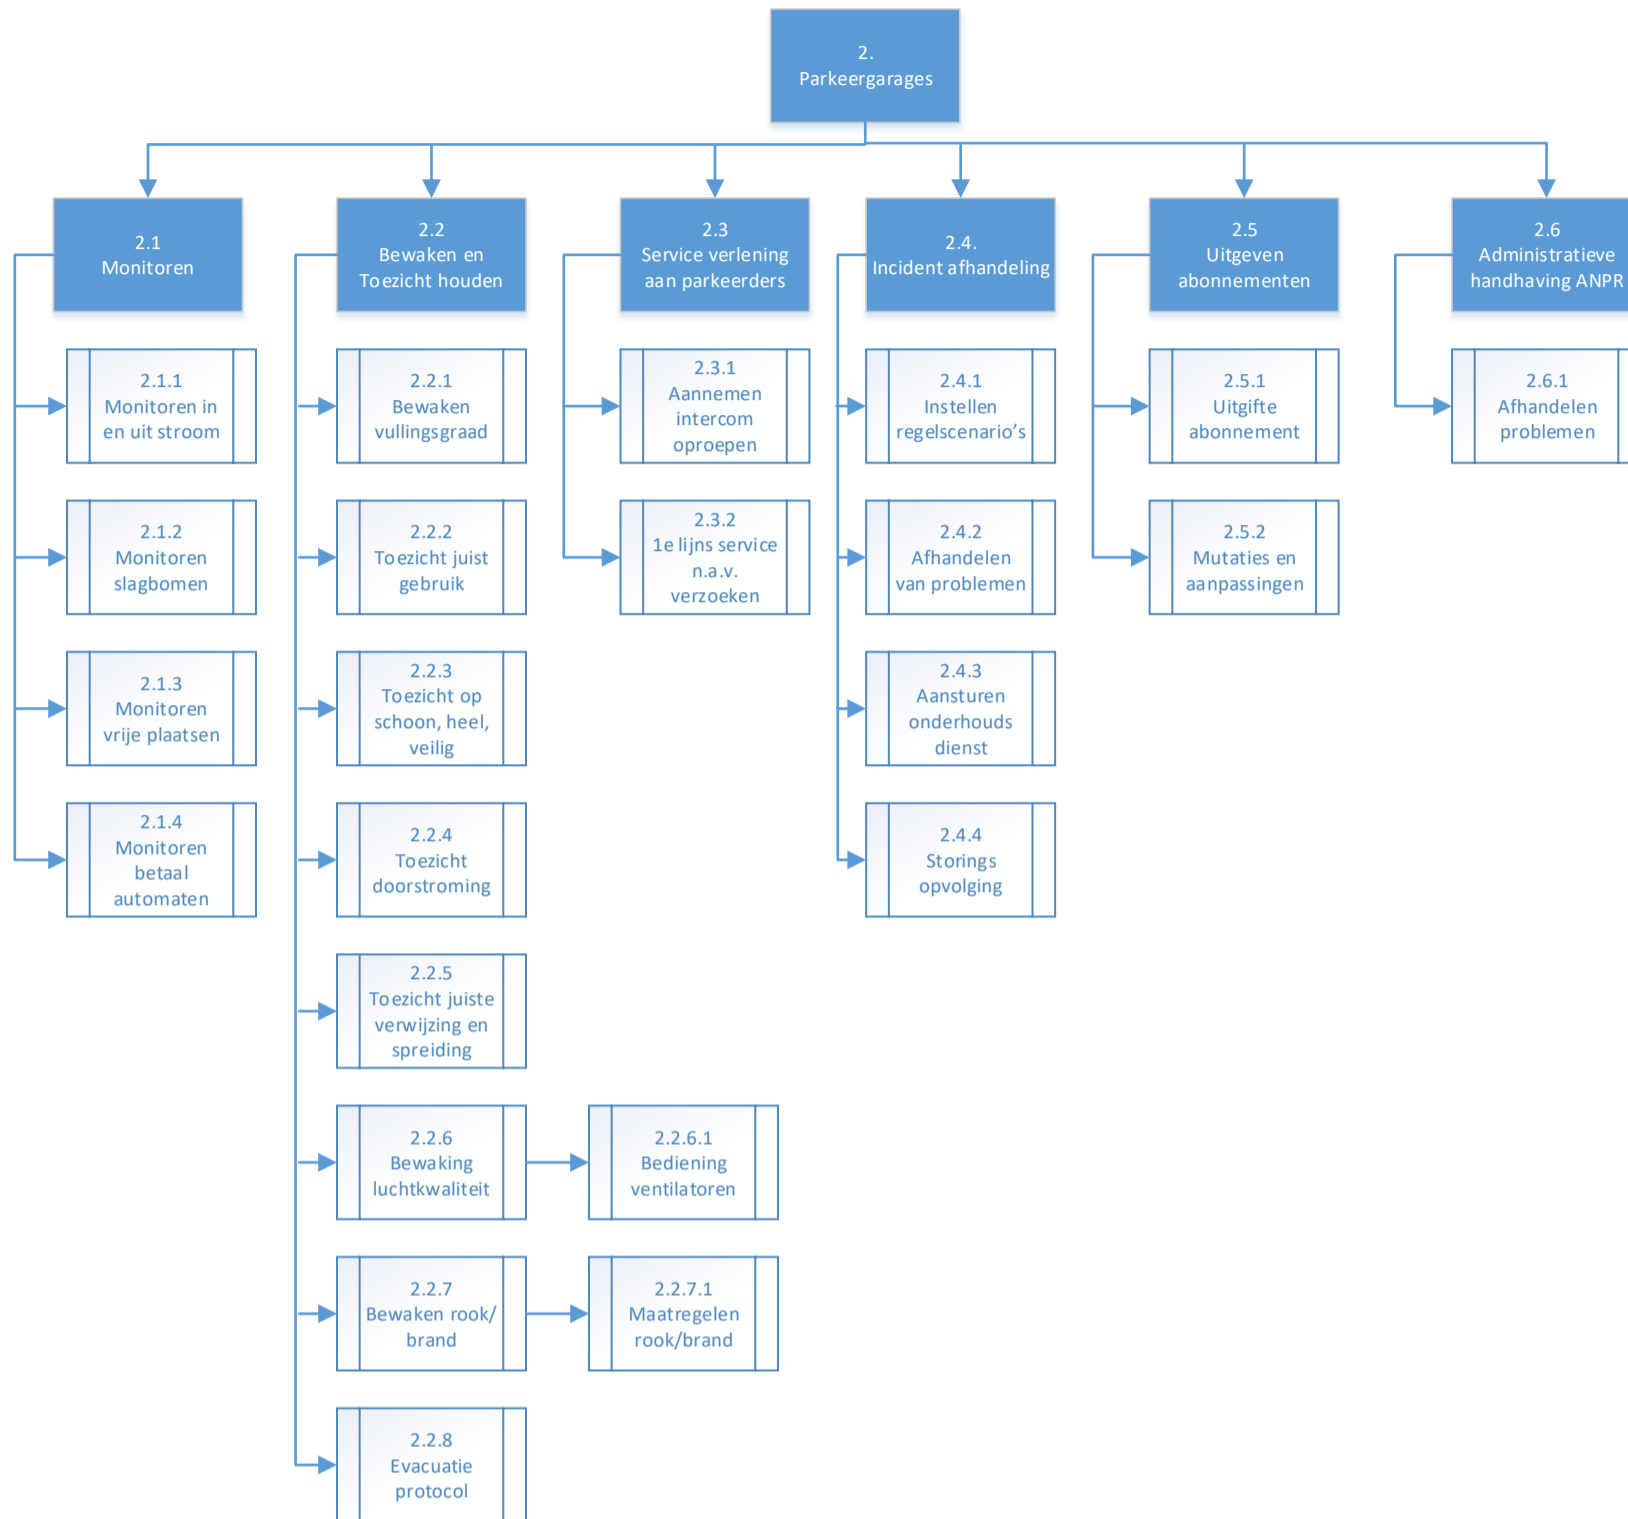 2.
Parkeergarages
2.1
Monitoren
2.2
Bewaken en
Toezicht houden
2.3
Service verlening
aan parkeerders
2.4.
Incident afhandeling
2.5
Uitgeven
abonnementen
2.6
Administratieve
handhaving ANPR
2.1.1
Monitoren in
en uit stroom
2.2.1
Bewaken
vullingsgraad
2.3.1
Aannemen
intercom
oproepen
2.4.1
Instellen
regelscenario's
2.5.1
Uitgifte
abonnement
2.6.1
Afhandelen
problemen
2.1.2
Monitoren
slagbomen
2.2.2
Toezicht juist
gebruik
2.3.2
1e lijns service
n.a.v.
verzoeken
2.4.2
Afhandelen
van problemen
2.5.2
Mutaties en
aanpassingen
2.1.3
Monitoren
vrije plaatsen
2.2.3
Toezicht op
schoon, heel,
veilig
2.4.3
Aansturen
onderhouds
dienst
2.1.4
Monitoren
betaal
automaten
2.2.4
Toezicht
doorstroming
2.4.4
Storings
opvolging
2.2.5
Toezicht juiste
verwijzing en
spreiding
2.2.6
Bewaking
luchtkwaliteit
2.2.6.1
Bediening
ventilatoren
2.2.7
Bewaken rook/
brand
2.2.7.1
Maatregelen
rook/brand
2.2.8
Evacuatie
protocol